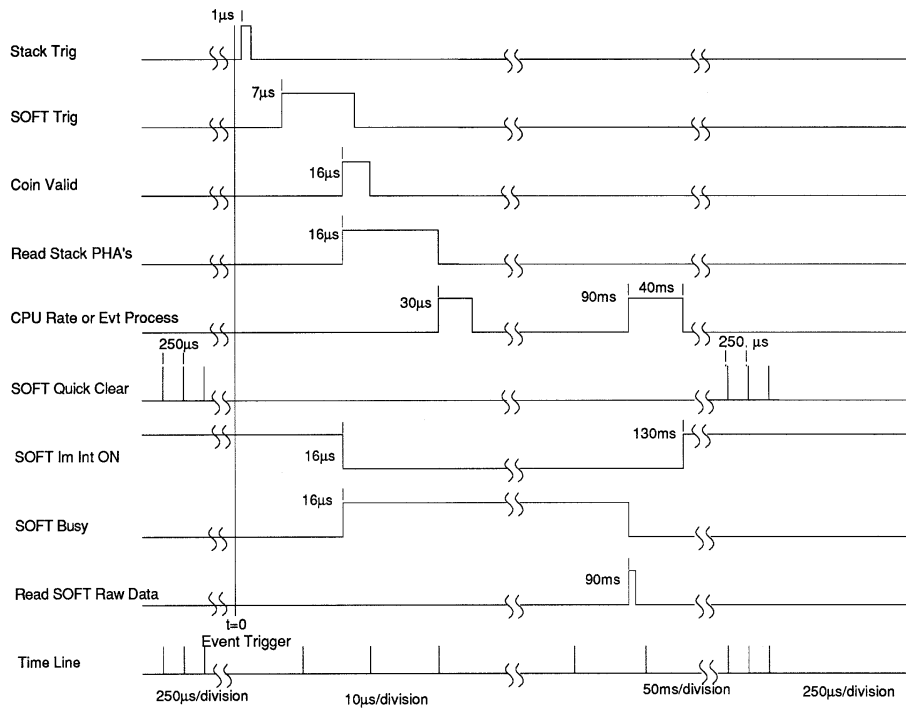 1μs
Stack Trig
7μs
SOFT Trig
16μs
Coin Valid
16μs
Read Stack PHA's
30μs
90ms
40ms
CPU Rate or Evt Process
250μs
250, μs
SOFT Quick Clear
130ms
SOFT Im Int ON
16μs
16μs
SOFT Busy
90ms
Read SOFT Raw Data
t=0
Event Trigger
Time Line
250μs/division
10μs/division
50ms/division
250μs/division